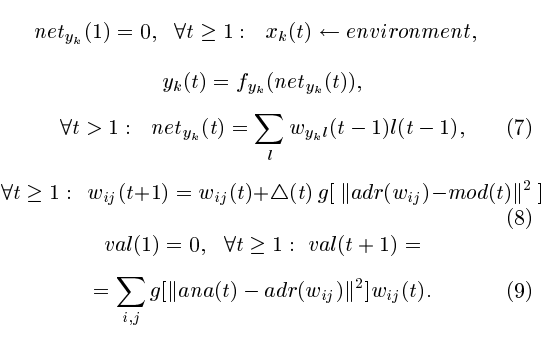 net_{y_k}(1) = 0, ∀t ≥ 1 : x_k(t) ← environment,
y_k(t) = f_{y_k}(net_{y_k}(t)),
∀t > 1 : net_{y_k}(t) = ∑_l w_{y_k l}(t − 1)l(t − 1), (7)
∀t ≥ 1 : w_{ij}(t+1) = w_{ij}(t)+△(t) g[ ‖adr(w_{ij})−mod(t)‖² ]
(8)
val(1) = 0, ∀t ≥ 1 : val(t + 1) =
= ∑_{i,j} g[‖ana(t) − adr(w_{ij})‖²]w_{ij}(t). (9)